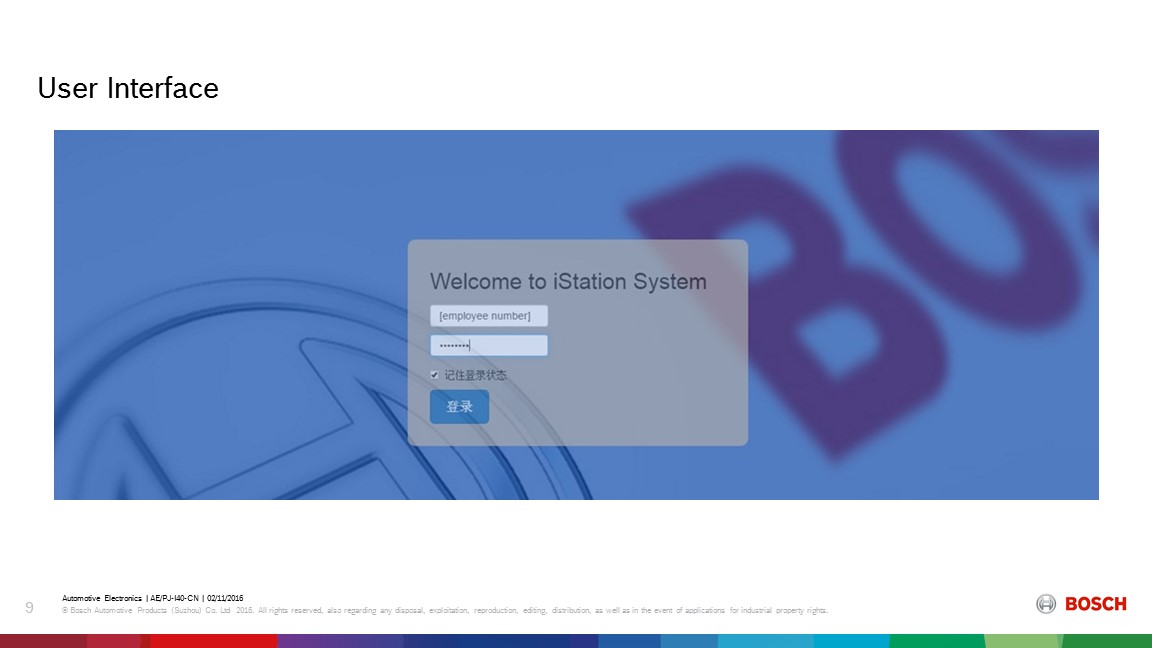 User Interface
BOS
Welcome to iStation System
[employee number]
••••••••
记住登录状态
登录
9
Automotive Electronics | AE/PJ-I40-CN | 02/11/2016
© Bosch Automotive Products (Suzhou) Co. Ltd 2016. All rights reserved, also regarding any disposal, exploitation, reproduction, editing, distribution, as well as in the event of applications for industrial property rights.
BOSCH